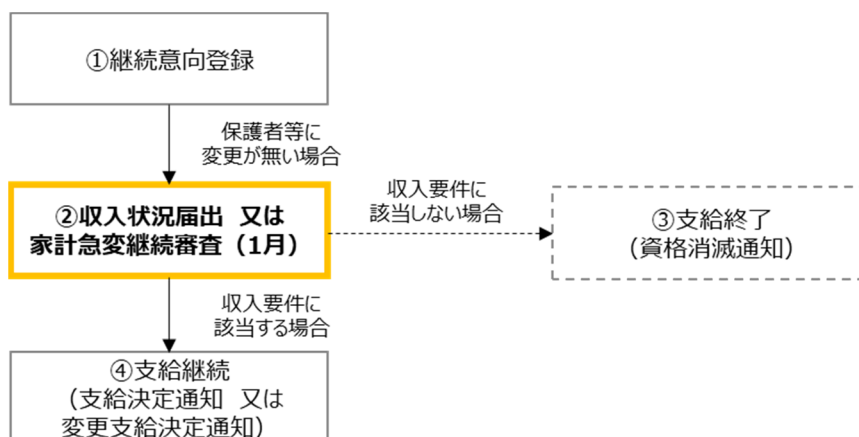 ①継続意向登録
保護者等に
変更が無い場合
②収入状況届出 又は
家計急変継続審査（1月）
収入要件に
該当しない場合
③支給終了
（資格消滅通知）
収入要件に
該当する場合
④支給継続
（支給決定通知 又は
変更支給決定通知）